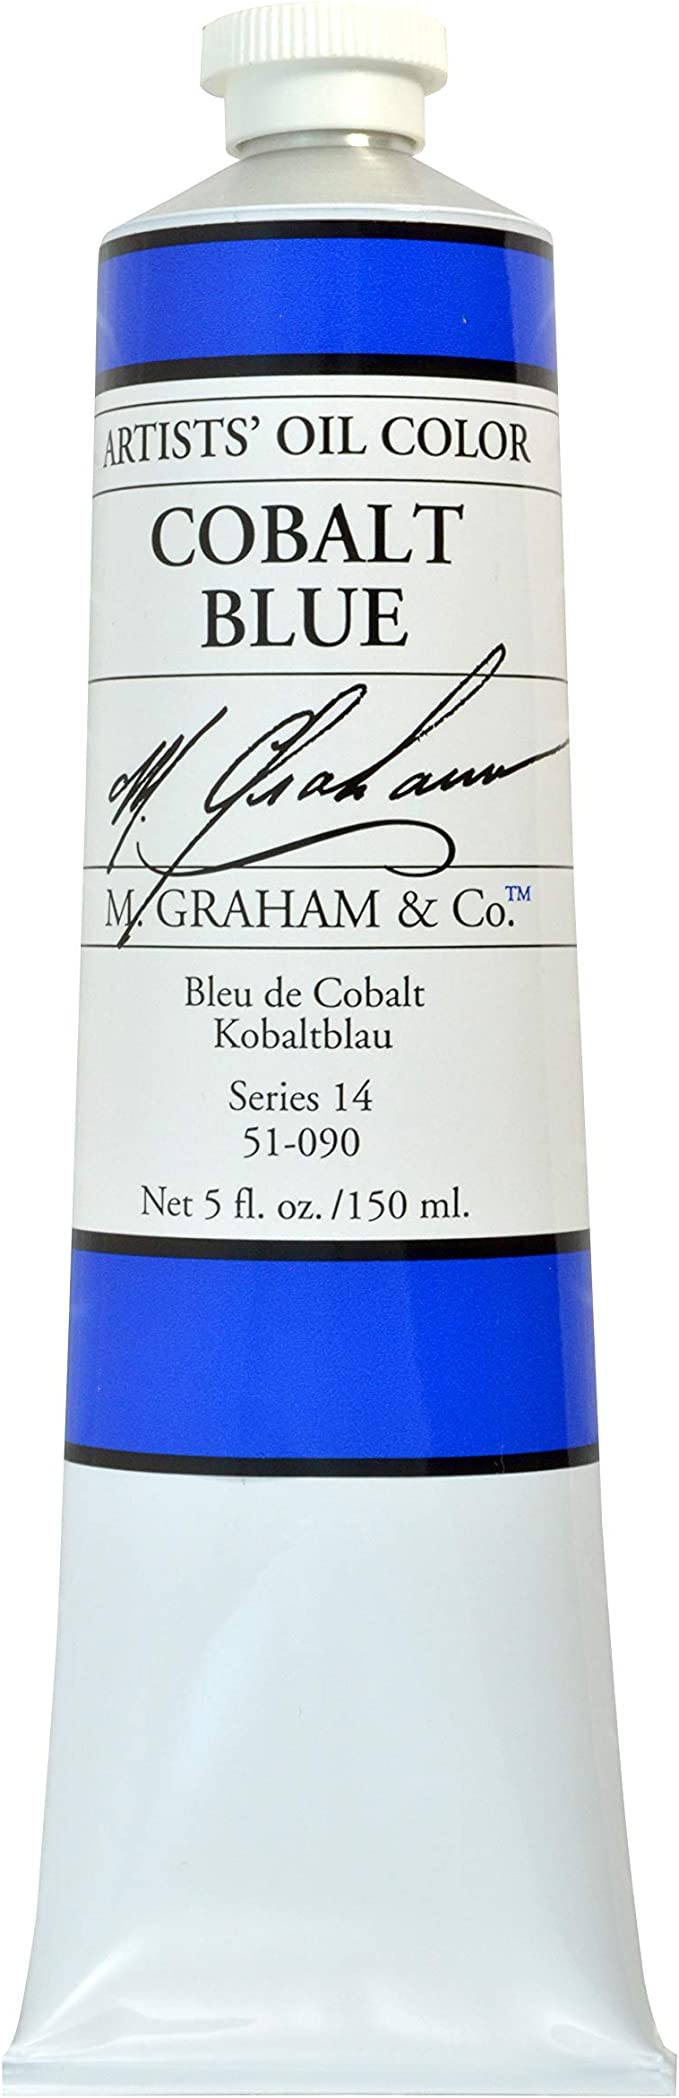 ARTISTS' OIL COLOR
COBALT
BLUE
M. Graham
M. GRAHAM & Co.™
Bleu de Cobalt
Kobaltblau
Series 14
51-090
Net 5 fl. oz./150 ml.